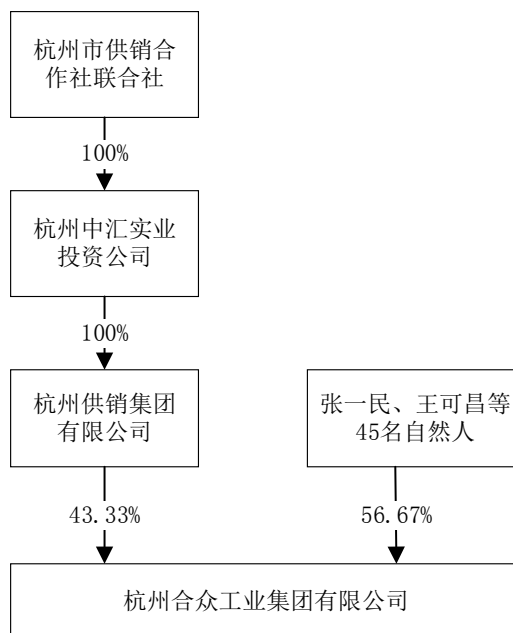 杭州市供销合
作社联合社
100%
杭州中汇实业
投资公司
100%
杭州供销集团
有限公司
张一民、王可昌等
45名自然人
43.33%
56.67%
杭州合众工业集团有限公司